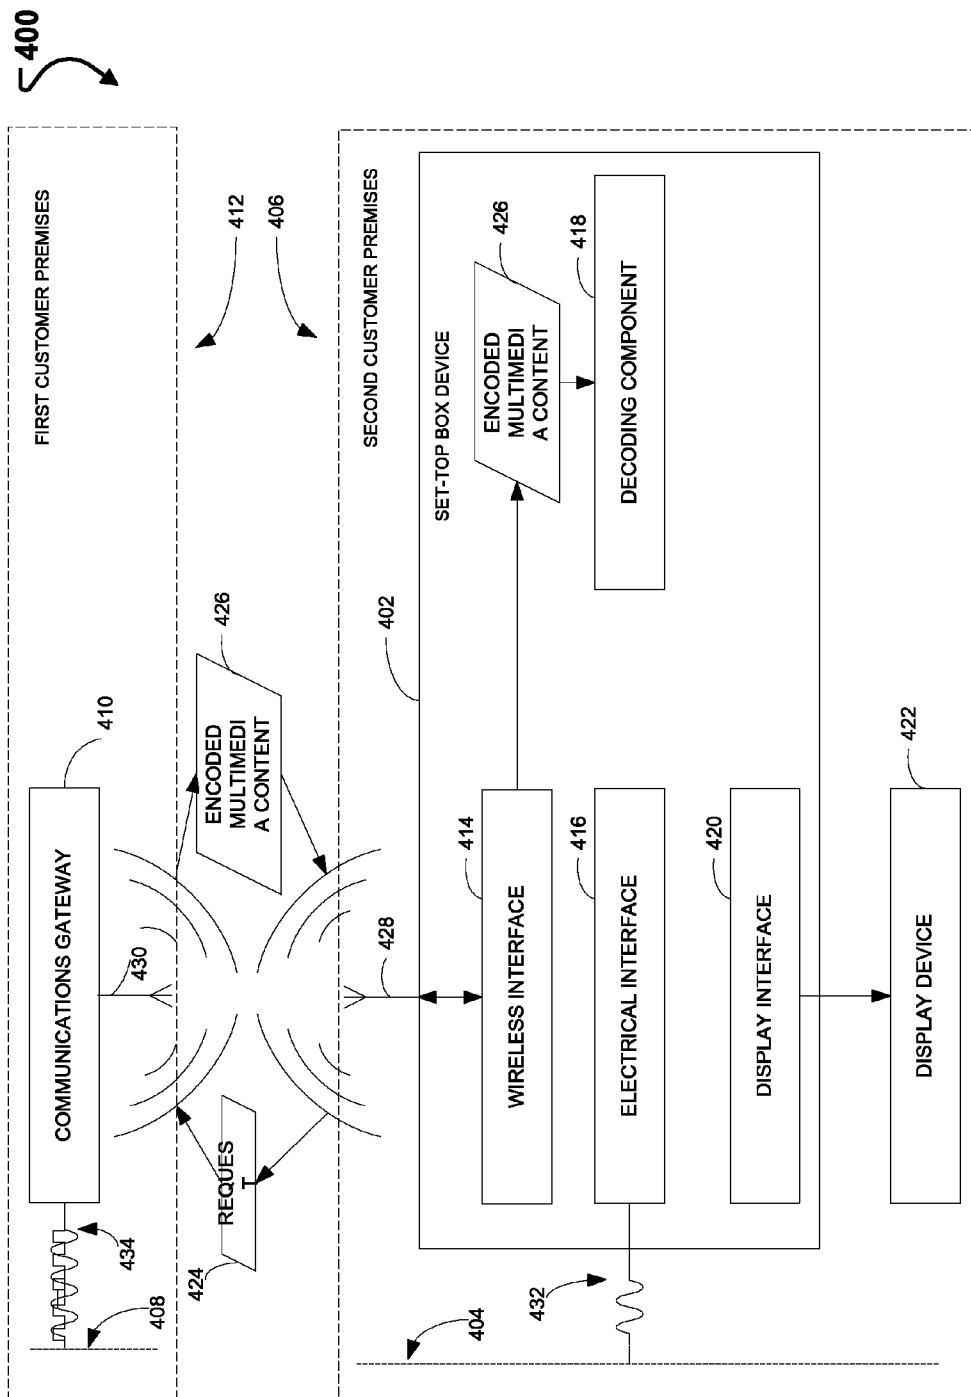 400
FIRST CUSTOMER PREMISES
412
406
SECOND CUSTOMER PREMISES
COMMUNICATIONS GATEWAY
410
430
434
408
ENCODED
MULTIMEDI
A CONTENT
426
REQUES
T
424
428
402
SET-TOP BOX DEVICE
ENCODED
MULTIMEDI
A CONTENT
426
DECODING COMPONENT
418
WIRELESS INTERFACE
414
ELECTRICAL INTERFACE
416
DISPLAY INTERFACE
420
DISPLAY DEVICE
422
432
404